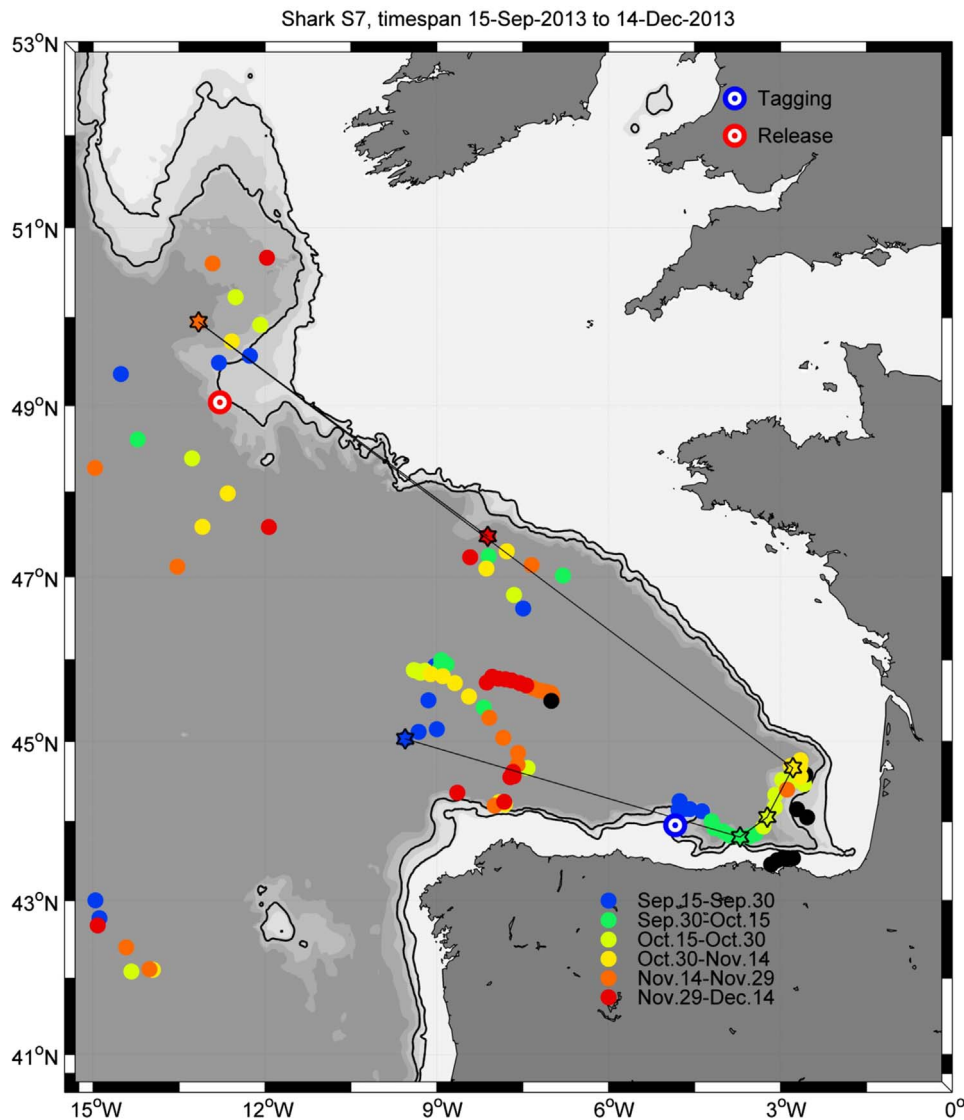 Shark S7, timespan 15-Sep-2013 to 14-Dec-2013
53°N
Tagging
Release
51°N
49°N
47°N
45°N
43°N
Sep.15-Sep.30
Sep.30-Oct.15
Oct.15-Oct.30
Oct.30-Nov.14
Nov.14-Nov.29
Nov.29-Dec.14
41°N
15°W 12°W 9°W 6°W 3°W 0°